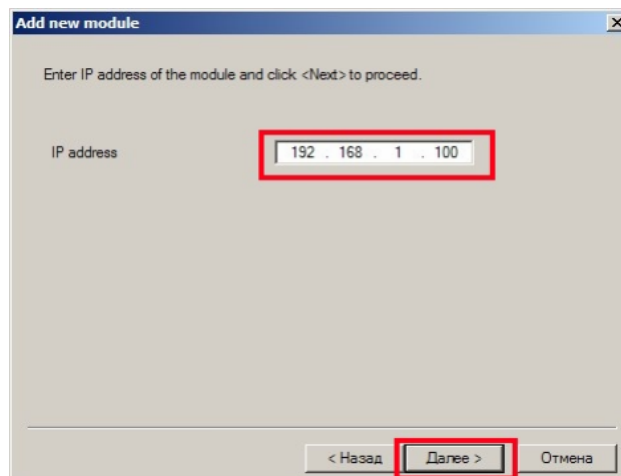 Add new module
Enter IP address of the module and click <Next> to proceed.
IP address 192 . 168 . 1 . 100
< Назад Далее > Отмена